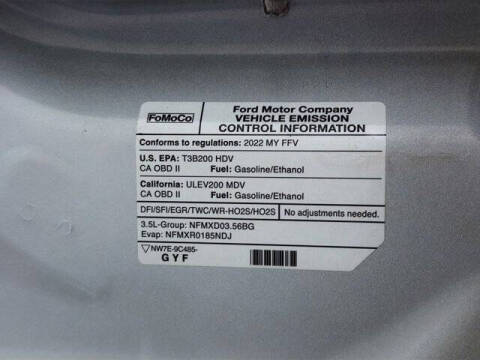 FoMoCo
Ford Motor Company
VEHICLE EMISSION
CONTROL INFORMATION
Conforms to regulations: 2022 MY FFV
U.S. EPA: T3B200 HDV
CA OBD II Fuel: Gasoline/Ethanol
California: ULEV200 MDV
CA OBD II Fuel: Gasoline/Ethanol
DFI/SFI/EGR/TWC/WR-HO2S/HO2S No adjustments needed.
3.5L-Group: NFMXD03.56BG
Evap: NFMXR0185NDJ
NW7E-9C485-
G Y F